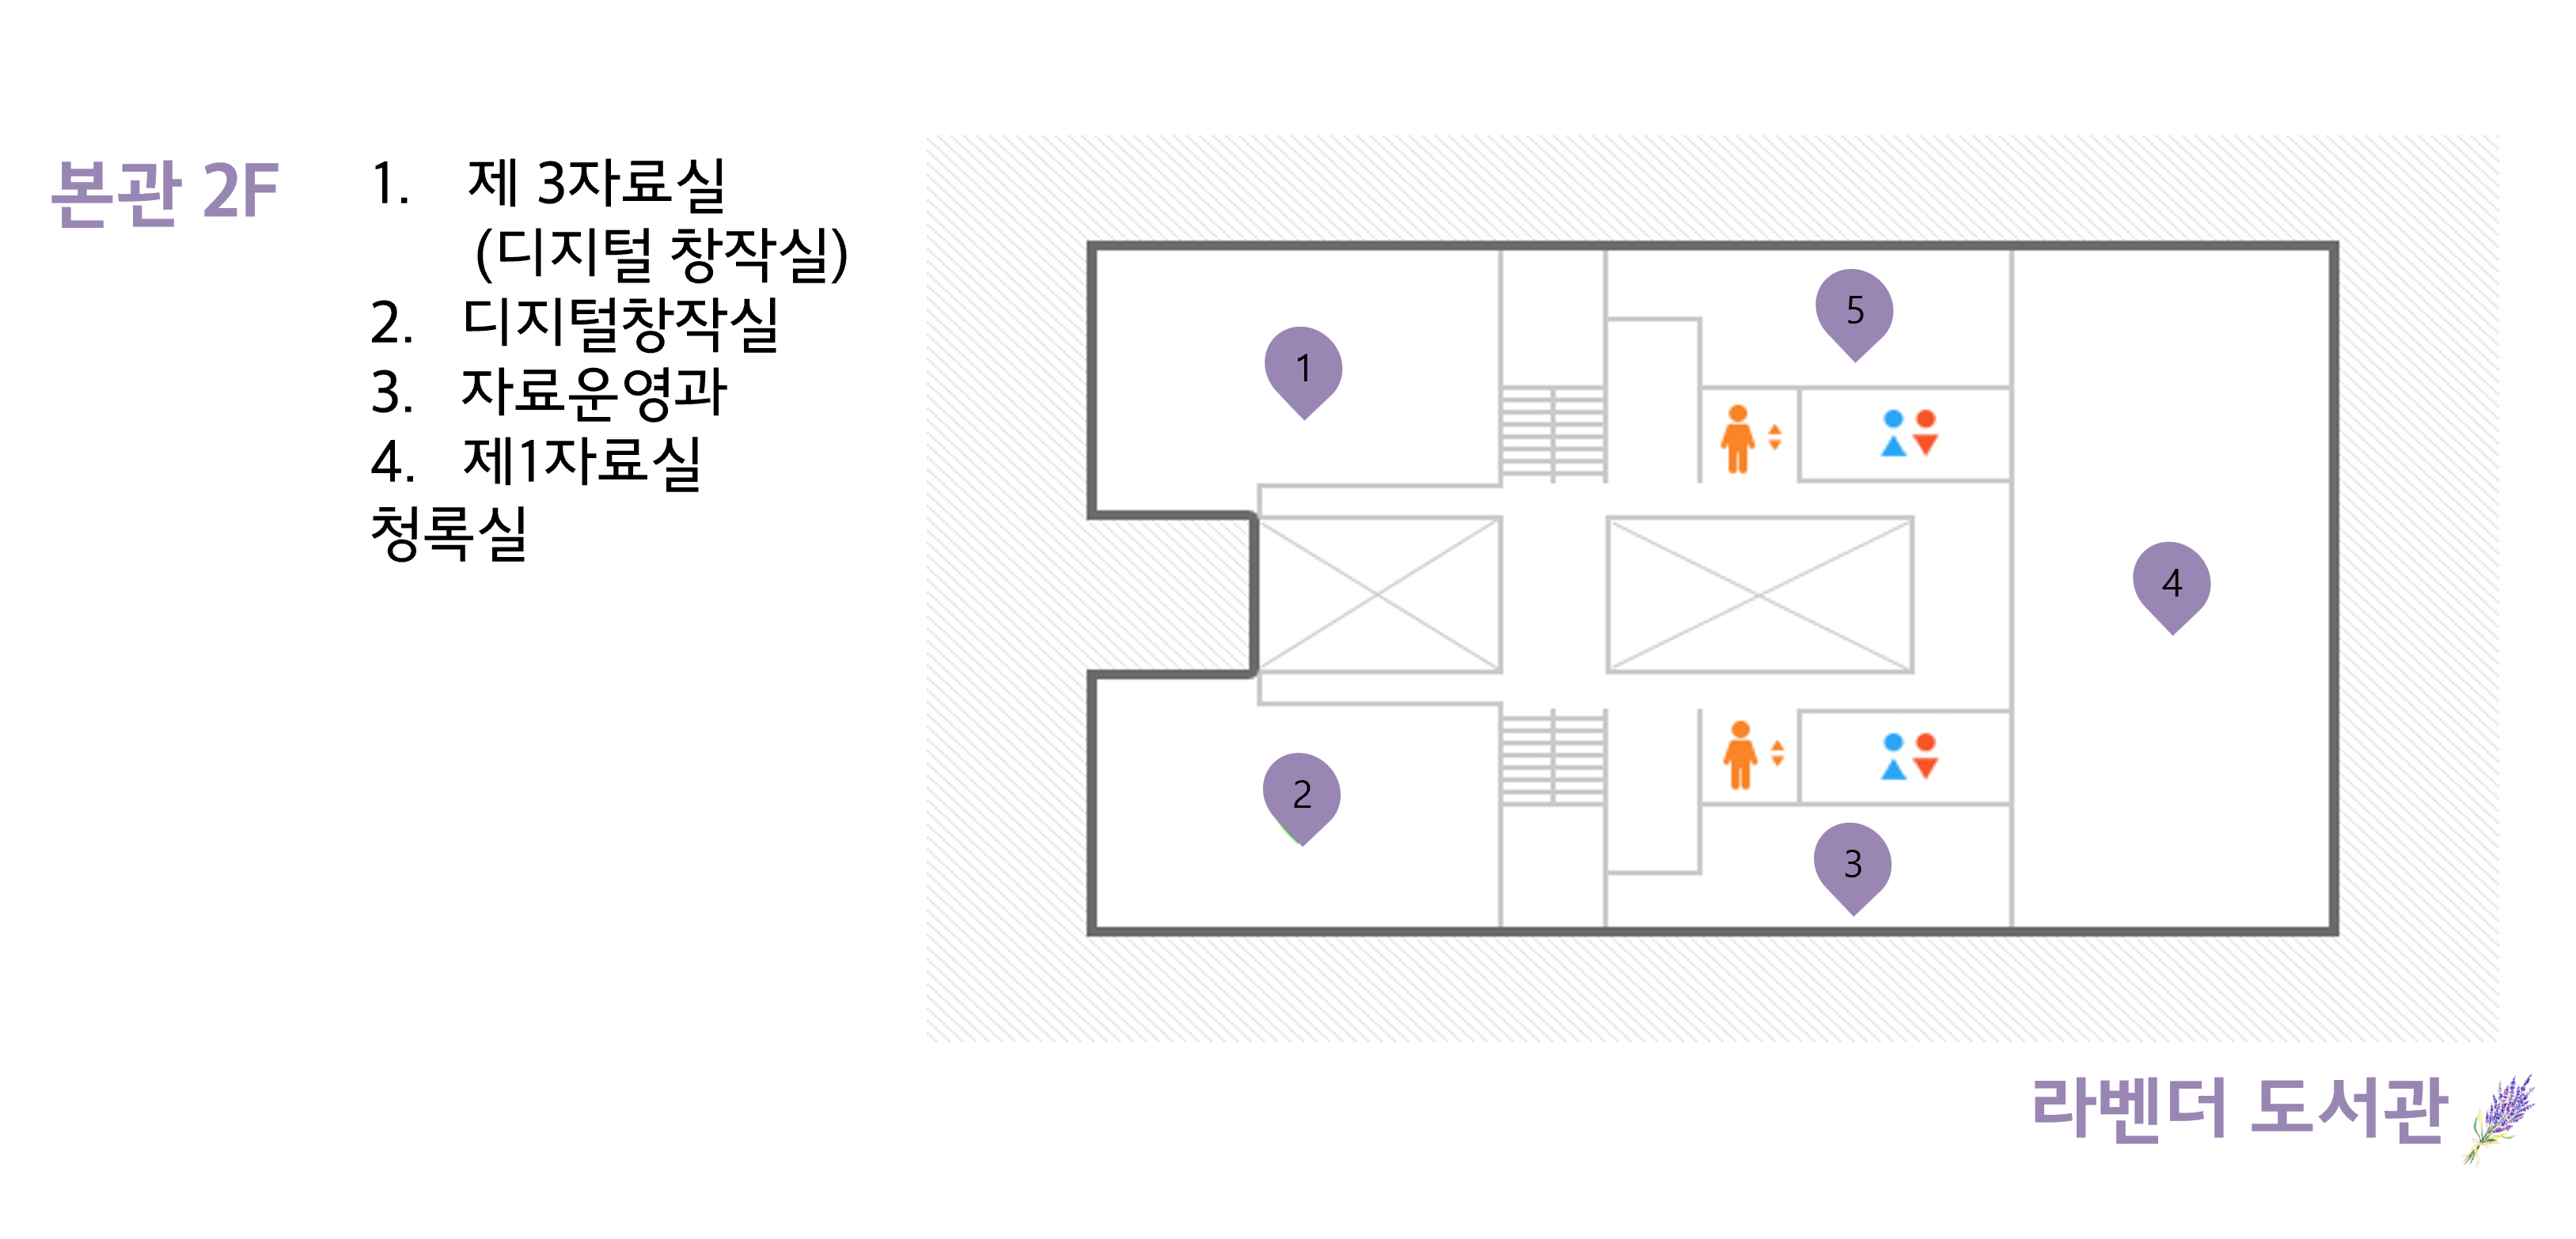 본관 2F
1. 제 3자료실
(디지털 창작실)
2. 디지털창작실
3. 자료운영과
4. 제1자료실
청록실
5
1
4
2
3
라벤더 도서관